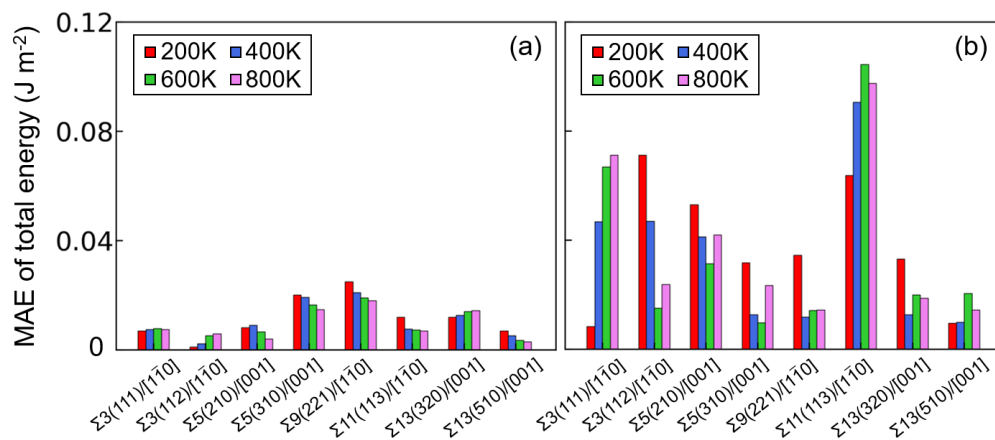 MAE of total energy (J m⁻²)
0.12
0.08
0.04
0
200K 400K
600K 800K
(a)
200K 400K
600K 800K
(b)
Σ3(111)/[11̄0]
Σ3(112)/[11̄0]
Σ5(210)/[001]
Σ5(310)/[001]
Σ9(221)/[11̄0]
Σ11(113)/[11̄0]
Σ13(320)/[001]
Σ13(510)/[001]
Σ3(111)/[11̄0]
Σ3(112)/[11̄0]
Σ5(210)/[001]
Σ5(310)/[001]
Σ9(221)/[11̄0]
Σ11(113)/[11̄0]
Σ13(320)/[001]
Σ13(510)/[001]